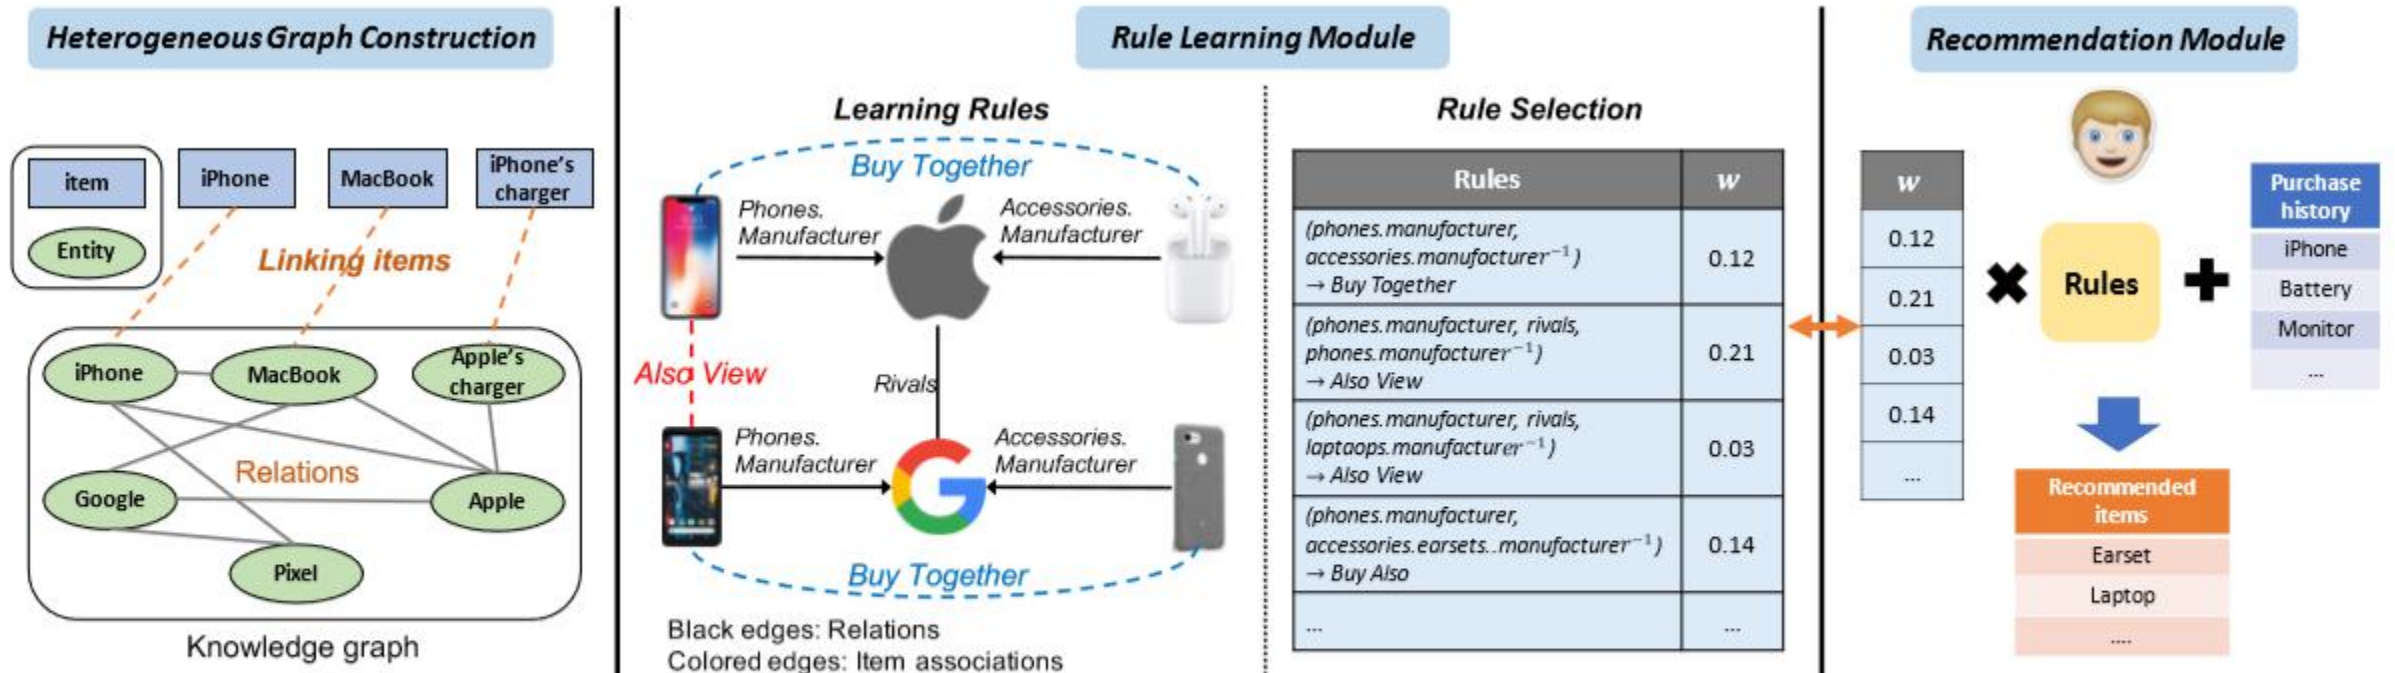 Heterogeneous Graph Construction
item
Entity
iPhone
MacBook
iPhone's
charger
Linking items
iPhone
MacBook
Apple's
charger
Relations
Google
Apple
Pixel
Knowledge graph
Rule Learning Module
Learning Rules
Buy Together
Phones.
Manufacturer
Accessories.
Manufacturer
Also View
Rivals
Phones.
Manufacturer
Accessories.
Manufacturer
Buy Together
Black edges: Relations
Colored edges: Item associations
Rule Selection
Rules
w
(phones.manufacturer,
accessories.manufacturer⁻¹)
→ Buy Together
0.12
(phones.manufacturer, rivals,
phones.manufacturer⁻¹)
→ Also View
0.21
(phones.manufacturer, rivals,
laptaops.manufacturer⁻¹)
→ Also View
0.03
(phones.manufacturer,
accessories.earsets..manufacturer⁻¹)
→ Buy Also
0.14
...
...
Recommendation Module
w
0.12
0.21
0.03
0.14
...
Rules
Purchase
history
iPhone
Battery
Monitor
...
Recommended
items
Earset
Laptop
....